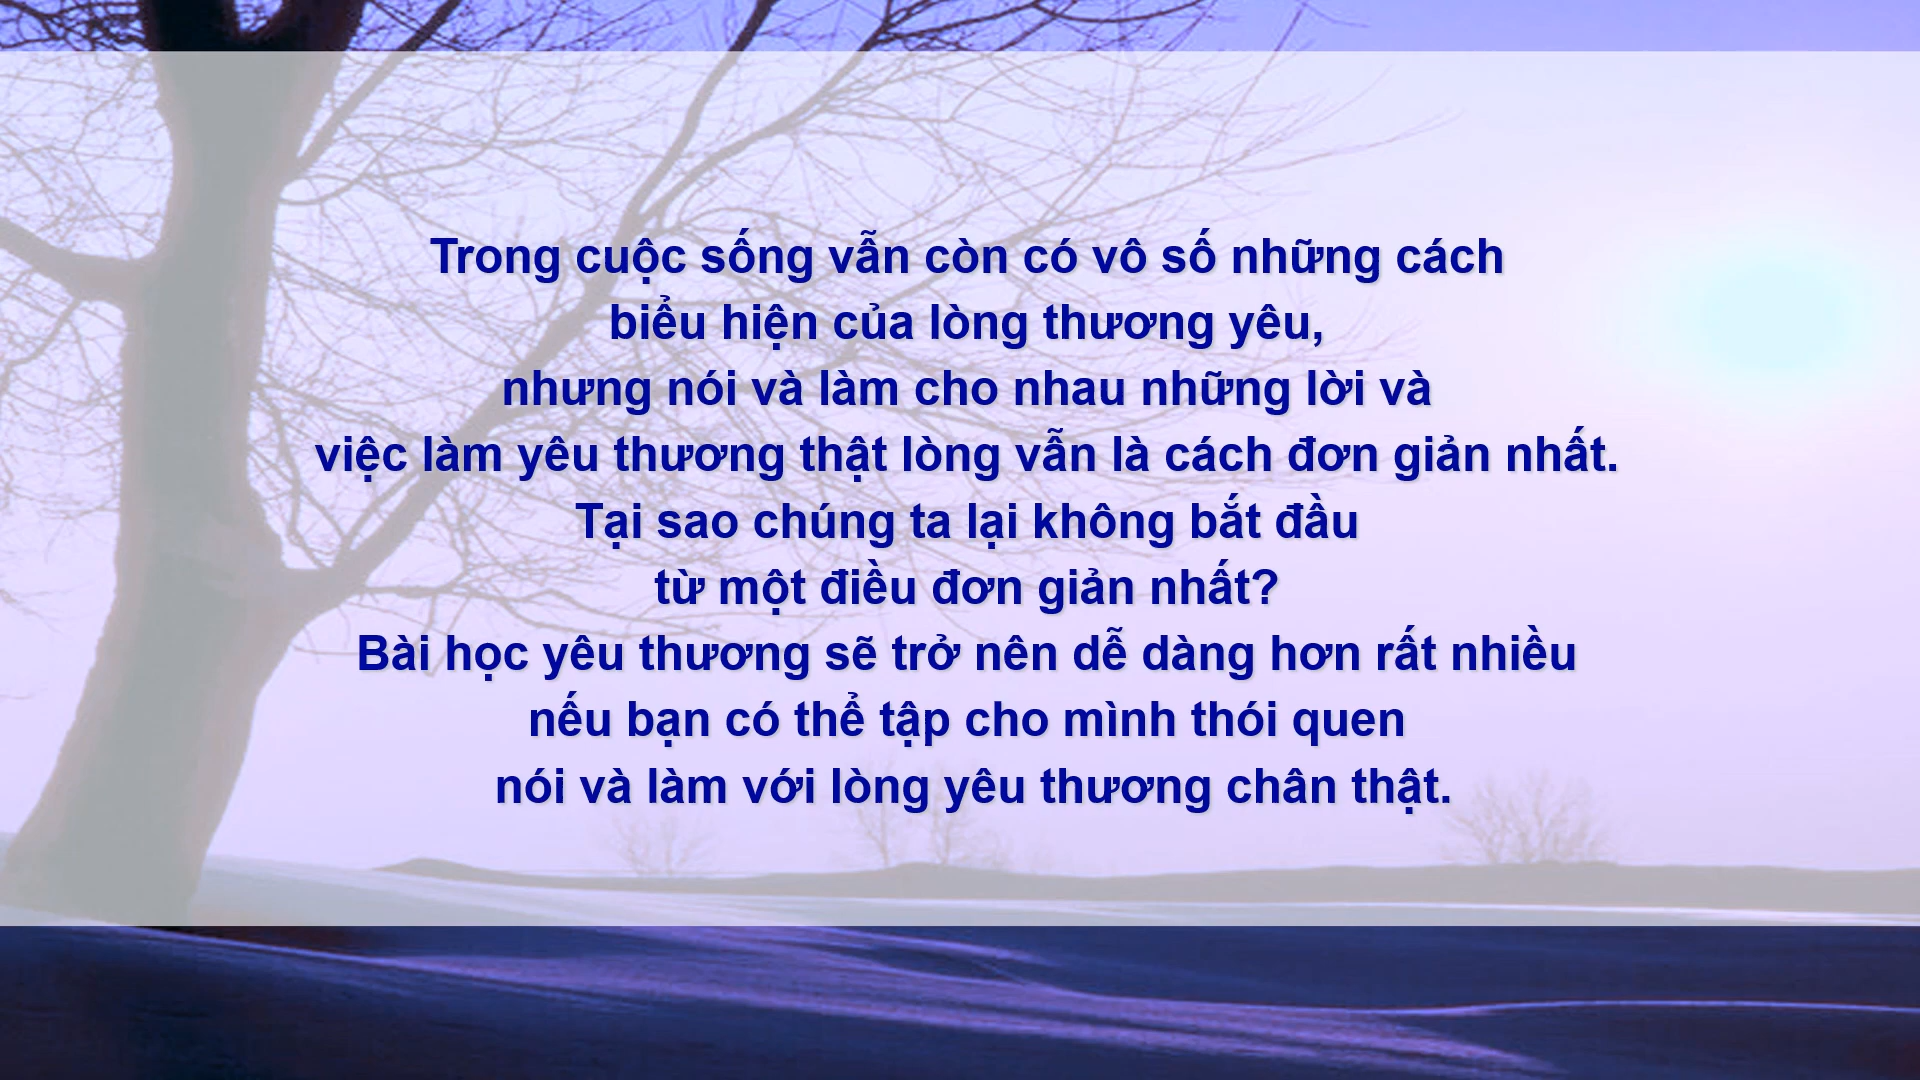 Trong cuộc sống vẫn còn có vô số những cách
biểu hiện của lòng thương yêu,
nhưng nói và làm cho nhau những lời và
việc làm yêu thương thật lòng vẫn là cách đơn giản nhất.
Tại sao chúng ta lại không bắt đầu
từ một điều đơn giản nhất?
Bài học yêu thương sẽ trở nên dễ dàng hơn rất nhiều
nếu bạn có thể tập cho mình thói quen
nói và làm với lòng yêu thương chân thật.